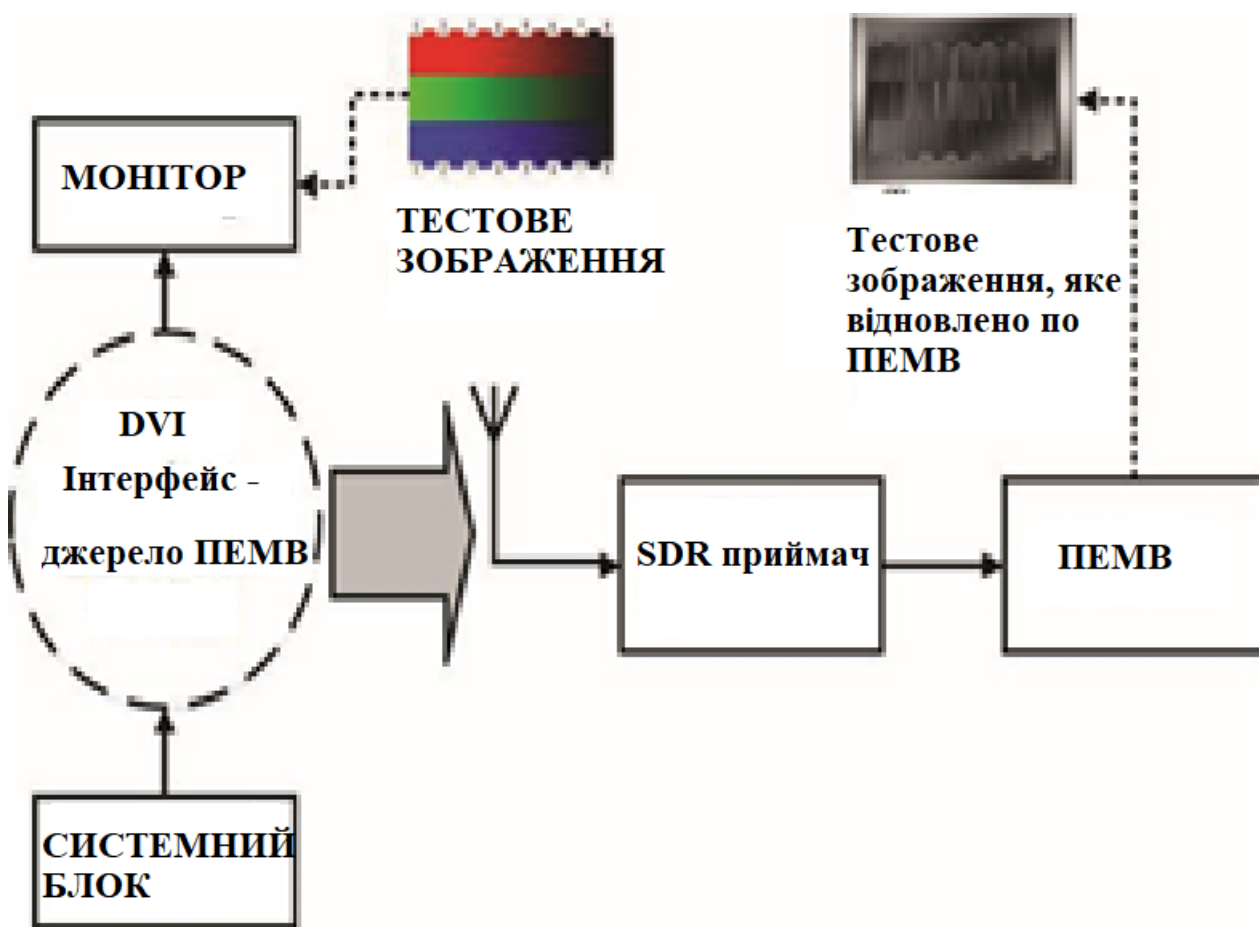 МОНІТОР
ТЕСТОВЕ
ЗОБРАЖЕННЯ
Тестове
зображення, яке
відновлено по
ПЕМВ
DVI
Інтерфейс -
джерело ПЕМВ
SDR приймач
ПЕМВ
СИСТЕМНИЙ
БЛОК